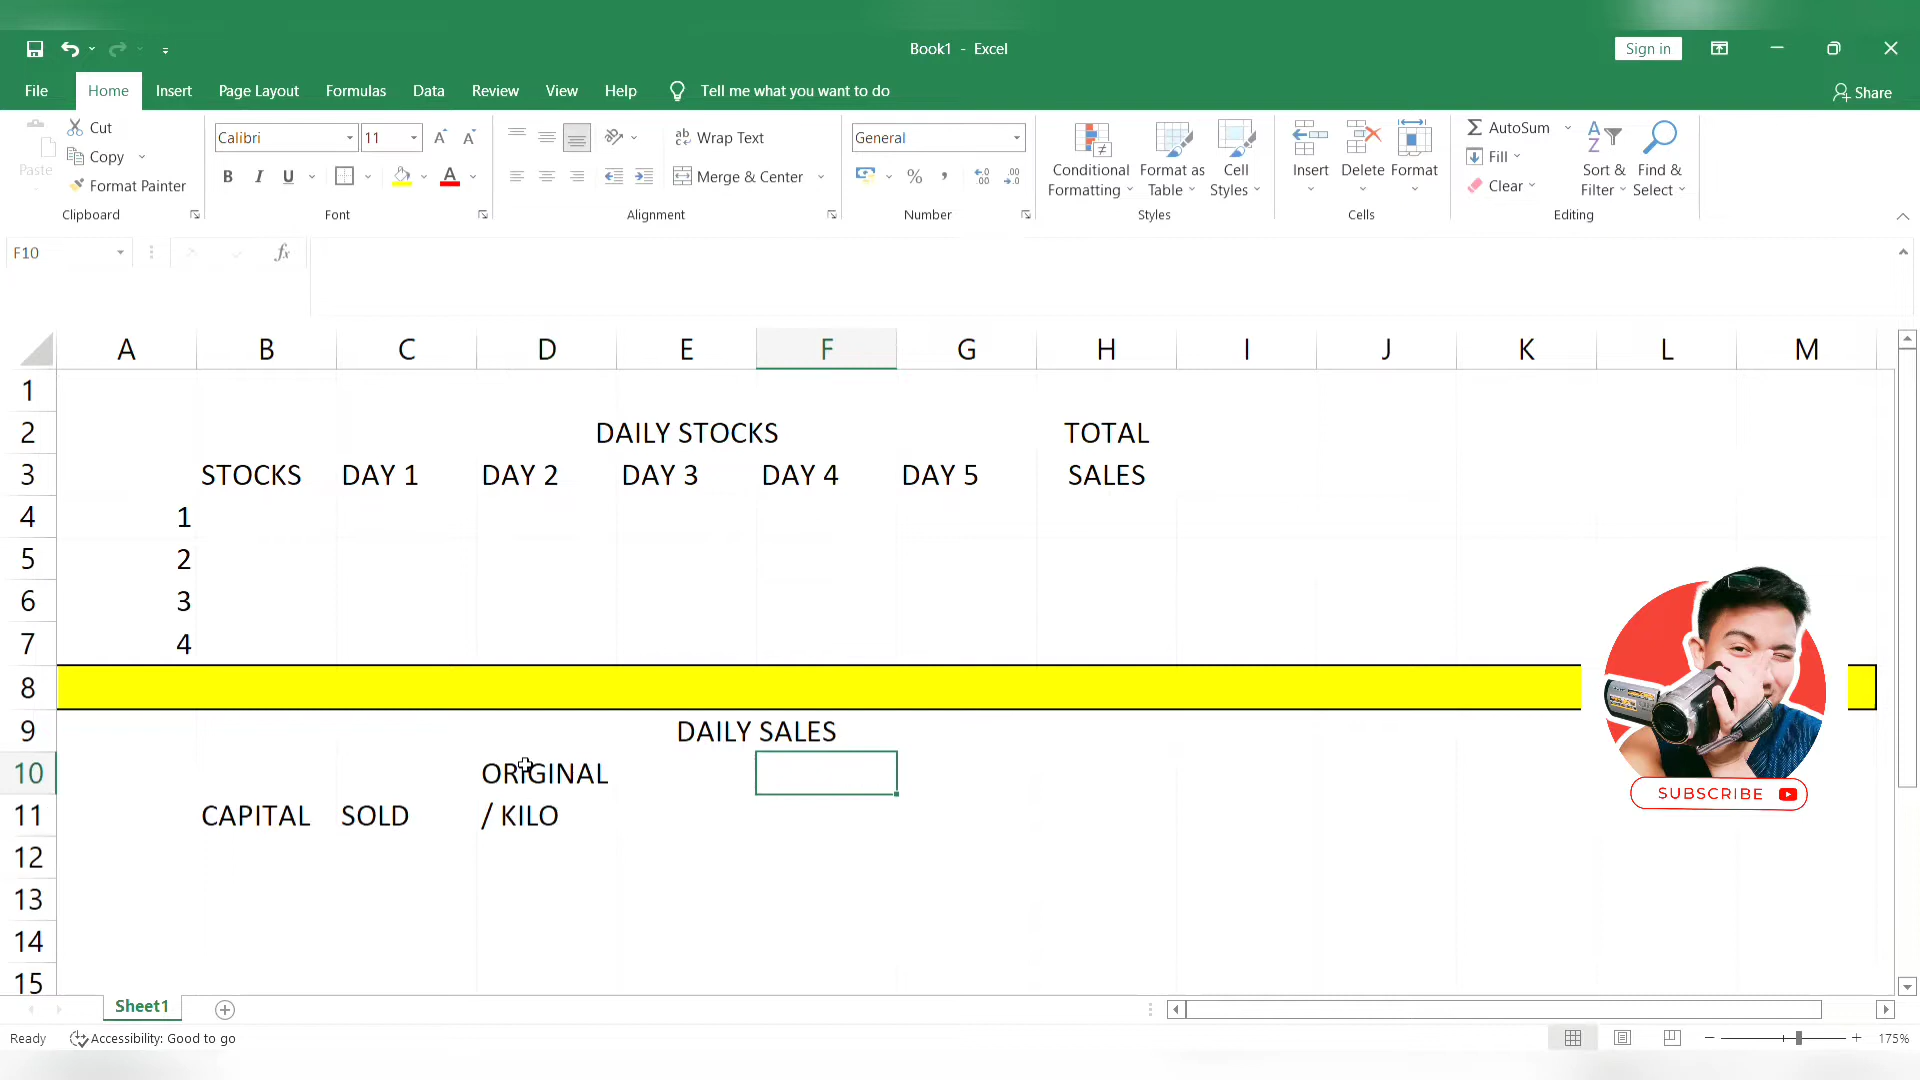 Book1 - Excel
Sign in
File Home Insert Page Layout Formulas Data Review View Help Tell me what you want to do
Share
Paste
Cut
Copy
Format Painter
Clipboard
Calibri 11
B I U
Font
Wrap Text
Merge & Center
Alignment
General
Number
Conditional Formatting
Format as Table
Cell Styles
Styles
Insert
Delete
Format
Cells
AutoSum
Fill
Clear
Sort & Filter
Find & Select
Editing
F10
fx
A B C D E F G H I J K L M
1
2 DAILY STOCKS TOTAL
3 STOCKS DAY 1 DAY 2 DAY 3 DAY 4 DAY 5 SALES
4 1
5 2
6 3
7 4
8
9 DAILY SALES
10 ORIGINAL
11 CAPITAL SOLD / KILO
12
13
14
15
SUBSCRIBE
Sheet1
Ready Accessibility: Good to go 175%